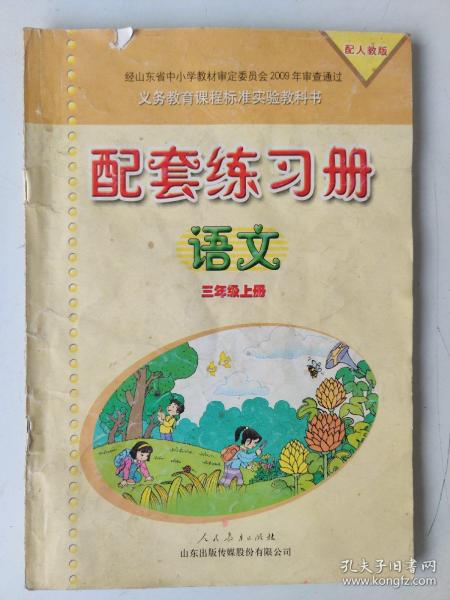 配人教版
经山东省中小学教材审定委员会2009年审查通过
义务教育课程标准实验教科书
配套练习册
语文
三年级上册
人民教育出版社
山东出版传媒股份有限公司
孔夫子旧书网
www.kongfz.com